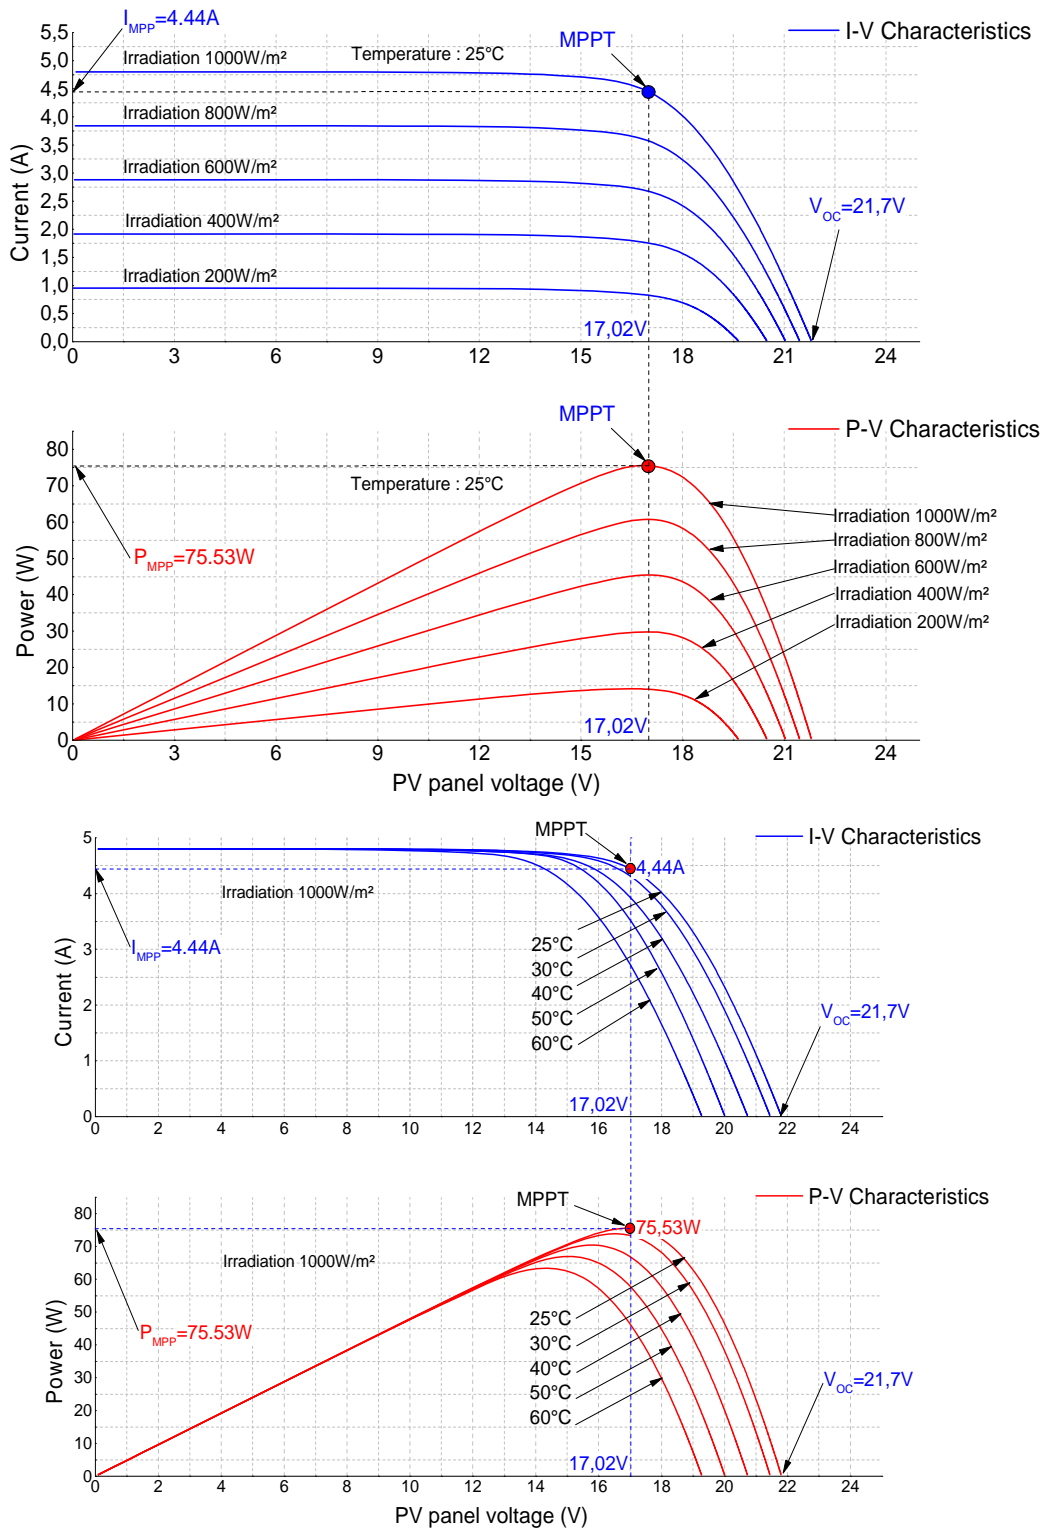 I_MPP=4.44A
I-V Characteristics
MPPT
5,5
Irradiation 1000W/m²
Temperature : 25°C
5,0
4,5
4,0
Irradiation 800W/m²
3,5
3,0
Irradiation 600W/m²
2,5
2,0
Irradiation 400W/m²
V_OC=21,7V
1,5
1,0
Irradiation 200W/m²
0,5
17,02V
0,0
Current (A)
0 3 6 9 12 15 18 21 24
MPPT
P-V Characteristics
80
70
Temperature : 25°C
60
50
40
30
20
10
0
Power (W)
P_MPP=75.53W
Irradiation 1000W/m²
Irradiation 800W/m²
Irradiation 600W/m²
Irradiation 400W/m²
Irradiation 200W/m²
17,02V
0 3 6 9 12 15 18 21 24
PV panel voltage (V)
MPPT
I-V Characteristics
5
4
3
2
1
0
Current (A)
4,44A
Irradiation 1000W/m²
I_MPP=4.44A
25°C
30°C
40°C
50°C
60°C
V_OC=21,7V
17,02V
0 2 4 6 8 10 12 14 16 18 20 22 24
MPPT
P-V Characteristics
80
70
60
50
40
30
20
10
0
Power (W)
75,53W
Irradiation 1000W/m²
P_MPP=75.53W
25°C
30°C
40°C
50°C
60°C
V_OC=21,7V
17,02V
0 2 4 6 8 10 12 14 16 18 20 22 24
PV panel voltage (V)